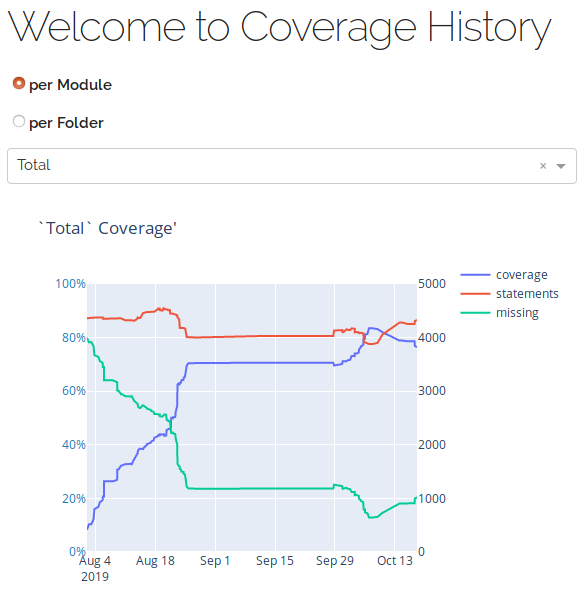 Welcome to Coverage History
per Module
per Folder
Total ×
`Total` Coverage'
coverage
statements
missing
100%
80%
60%
40%
20%
0%
5000
4000
3000
2000
1000
0
Aug 4
2019
Aug 18
Sep 1
Sep 15
Sep 29
Oct 13